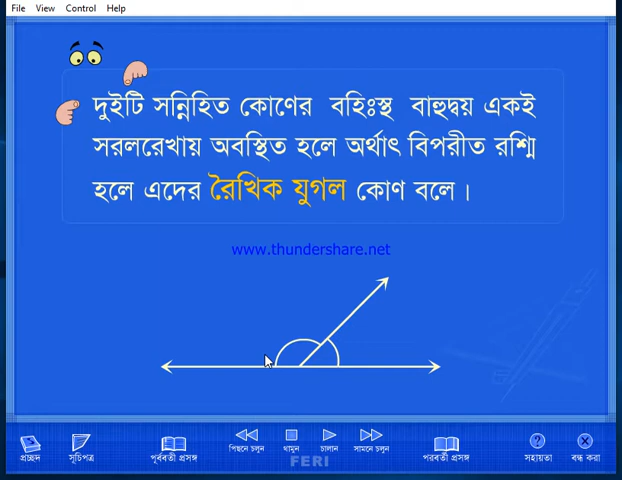 File View Control Help
দুইটি সন্নিহিত কোণের বহিঃস্থ বাহুদ্বয় একই
সরলরেখায় অবস্থিত হলে অর্থাৎ বিপরীত রশ্মি
হলে এদের রৈখিক যুগল কোণ বলে।
www.thundershare.net
প্রচ্ছদ সূচিপত্র পূর্ববর্তী প্রসঙ্গ পিছনে চলুন থামুন চালান সামনে চলুন পরবর্তী প্রসঙ্গ সহায়তা বন্ধ করা
FERI